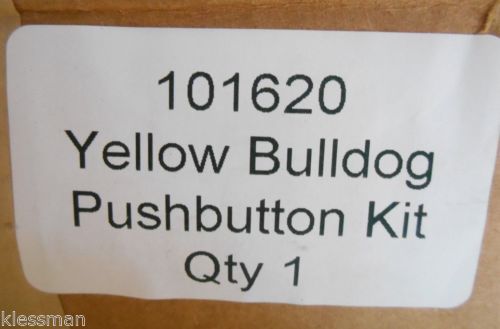 101620
Yellow Bulldog
Pushbutton Kit
Qty 1
klessman